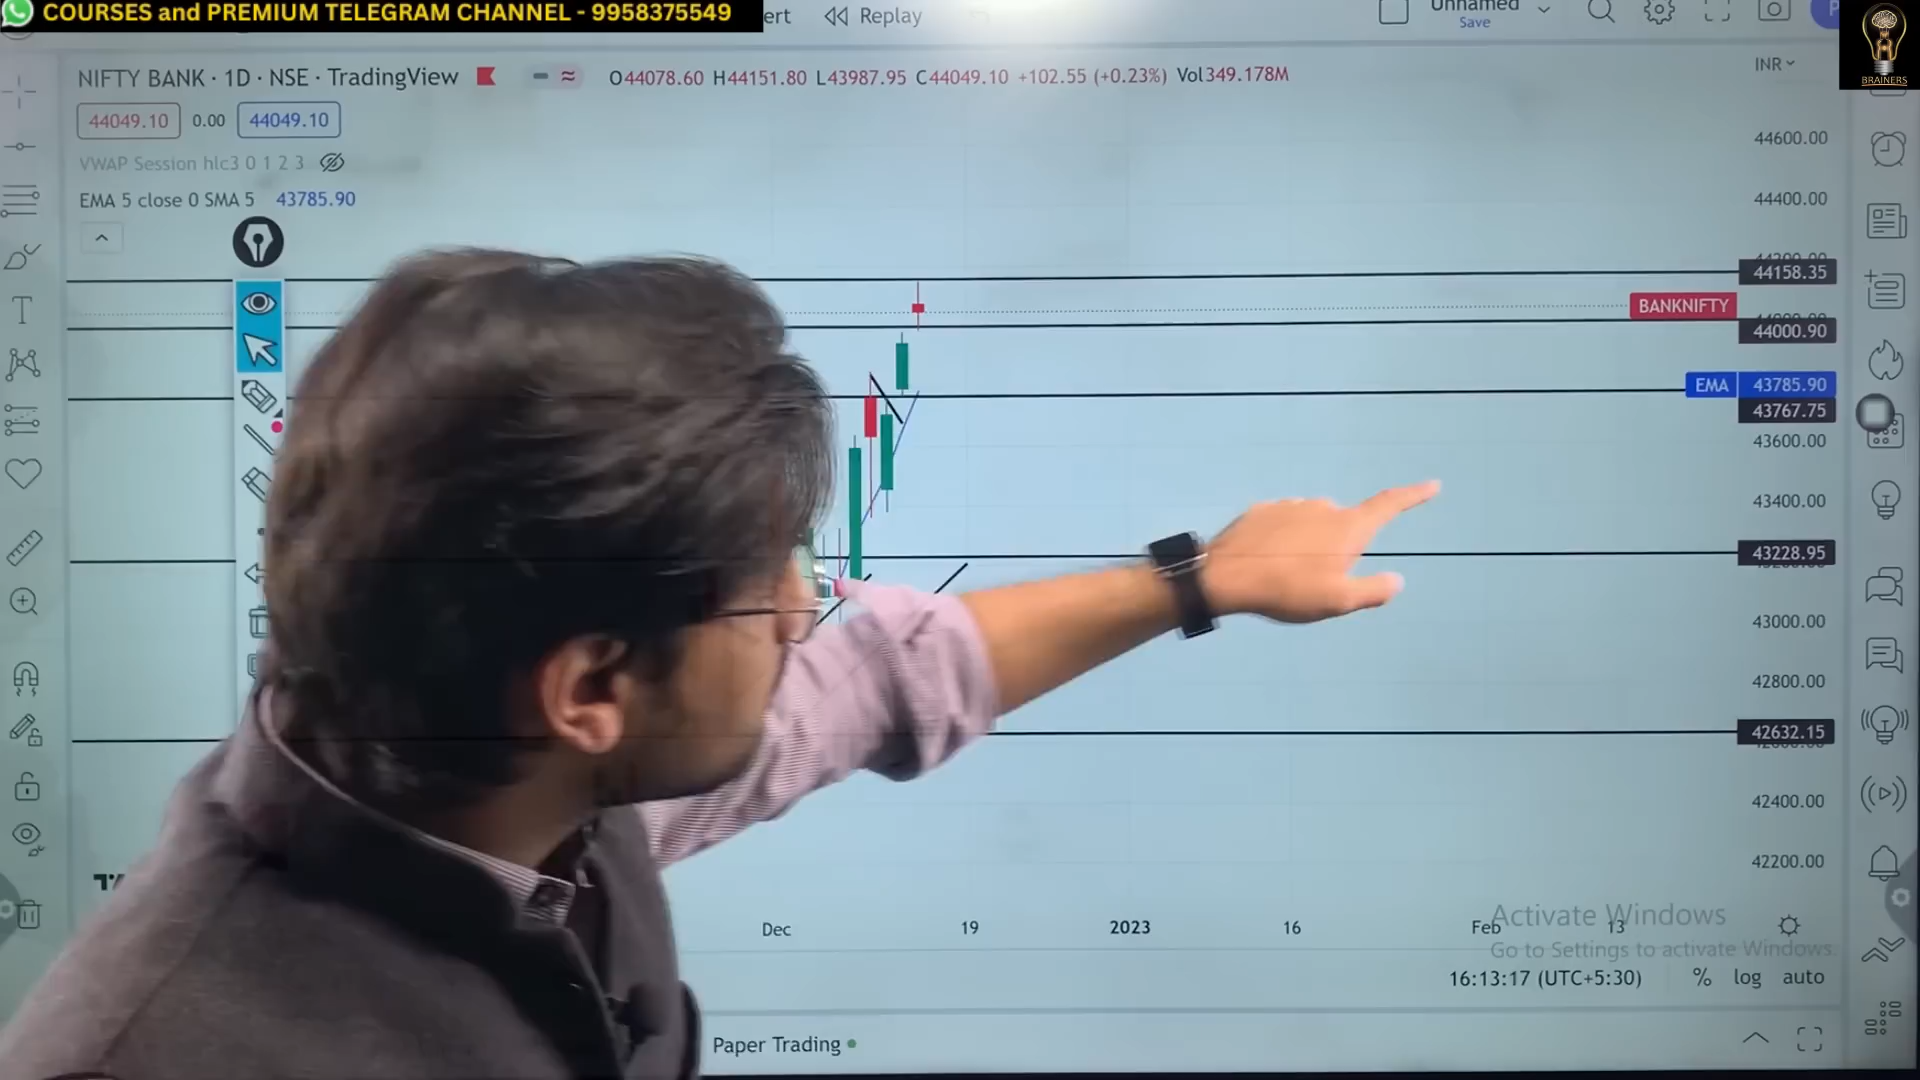 COURSES and PREMIUM TELEGRAM CHANNEL - 9958375549
ert Replay
Unnamed
Save
P
BRAINERS
NIFTY BANK · 1D · NSE · TradingView
O44078.60 H44151.80 L43987.95 C44049.10 +102.55 (+0.23%) Vol349.178M
INR
44049.10 0.00 44049.10
VWAP Session hlc3 0 1 2 3
EMA 5 close 0 SMA 5 43785.90
44600.00
44400.00
44158.35
BANKNIFTY
44000.90
EMA 43785.90
43767.75
43600.00
43400.00
43228.95
43000.00
42800.00
42632.15
42400.00
42200.00
Dec 19 2023 16 Feb 13
Activate Windows
Go to Settings to activate Windows.
16:13:17 (UTC+5:30) % log auto
Paper Trading